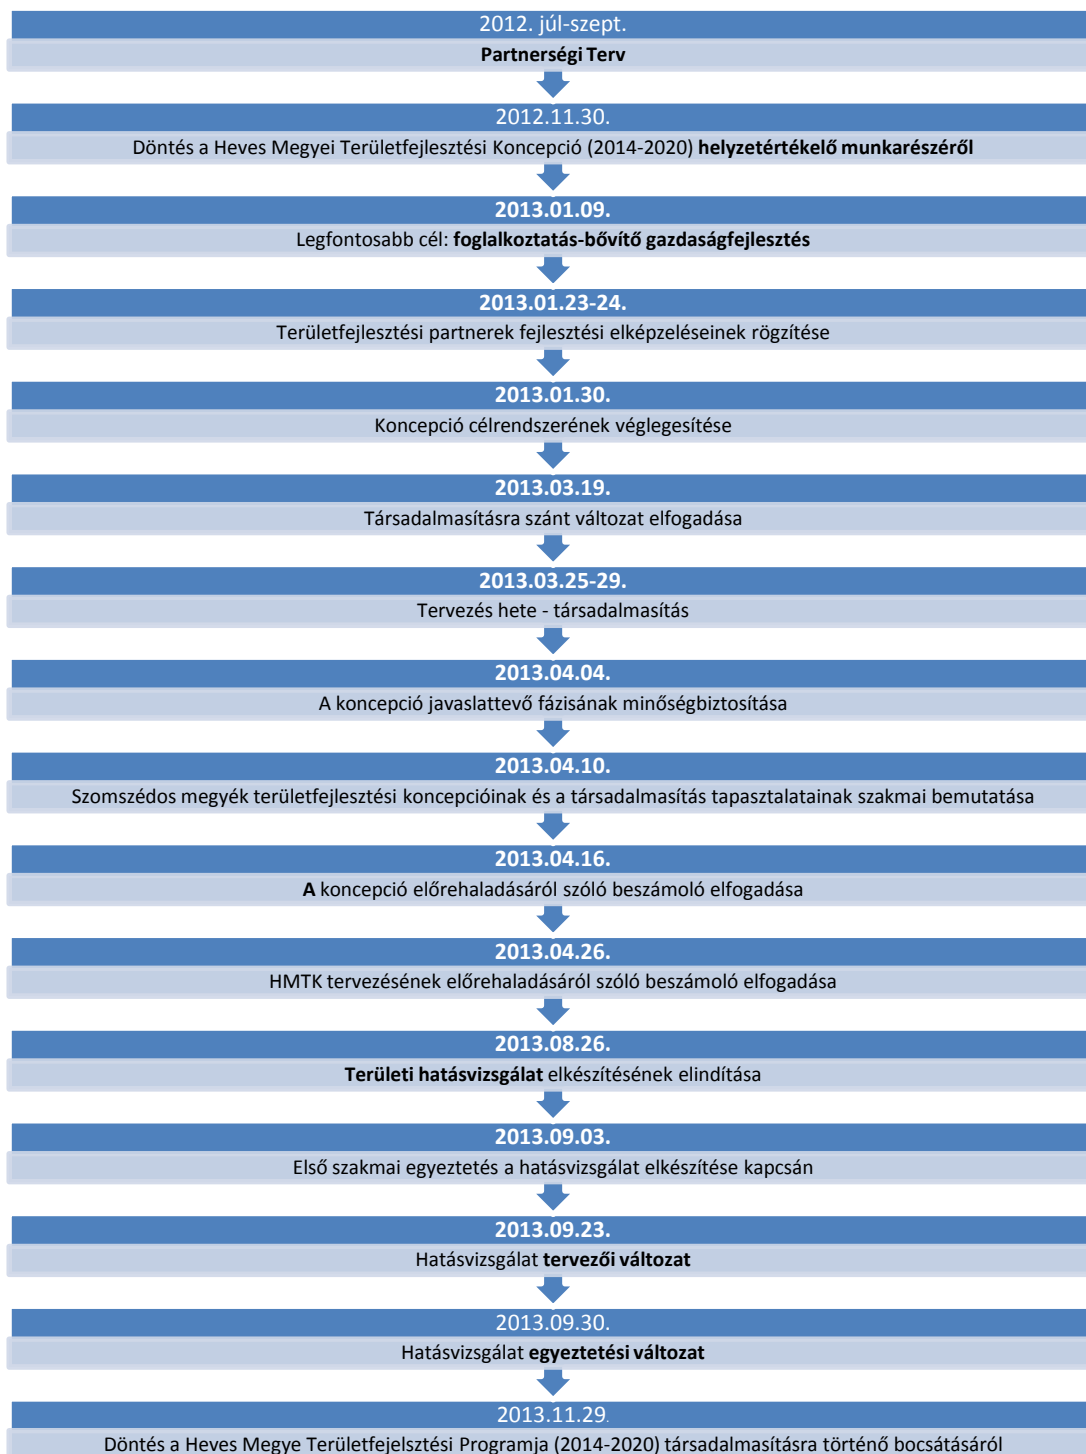 2012. júl-szept.
Partnerségi Terv
2012.11.30.
Döntés a Heves Megyei Területfejlesztési Koncepció (2014-2020) helyzetértékelő munkarészéről
2013.01.09.
Legfontosabb cél: foglalkoztatás-bővítő gazdaságfejlesztés
2013.01.23-24.
Területfejlesztési partnerek fejlesztési elképzeléseinek rögzítése
2013.01.30.
Koncepció célrendszerének véglegesítése
2013.03.19.
Társadalmasításra szánt változat elfogadása
2013.03.25-29.
Tervezés hete - társadalmasítás
2013.04.04.
A koncepció javaslattevő fázisának minőségbiztosítása
2013.04.10.
Szomszédos megyék területfejlesztési koncepcióinak és a társadalmasítás tapasztalatainak szakmai bemutatása
2013.04.16.
A koncepció előrehaladásáról szóló beszámoló elfogadása
2013.04.26.
HMTK tervezésének előrehaladásáról szóló beszámoló elfogadása
2013.08.26.
Területi hatásvizsgálat elkészítésének elindítása
2013.09.03.
Első szakmai egyeztetés a hatásvizsgálat elkészítése kapcsán
2013.09.23.
Hatásvizsgálat tervezői változat
2013.09.30.
Hatásvizsgálat egyeztetési változat
2013.11.29.
Döntés a Heves Megye Területfejelsztési Programja (2014-2020) társadalmasításra történő bocsátásáról